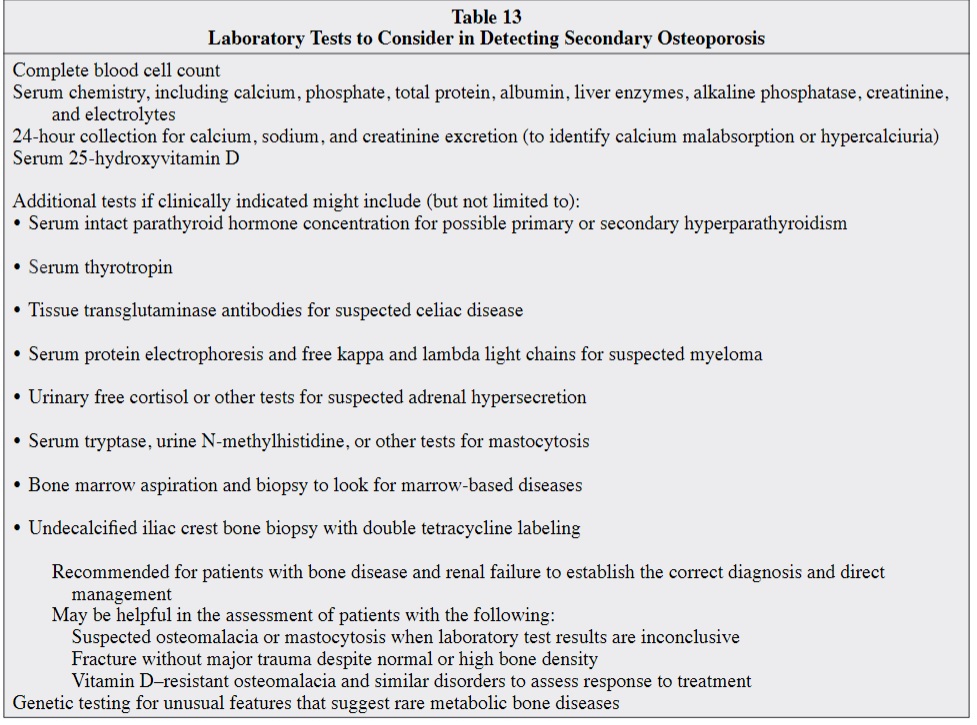 Table 13
Laboratory Tests to Consider in Detecting Secondary Osteoporosis
Complete blood cell count
Serum chemistry, including calcium, phosphate, total protein, albumin, liver enzymes, alkaline phosphatase, creatinine,
and electrolytes
24-hour collection for calcium, sodium, and creatinine excretion (to identify calcium malabsorption or hypercalciuria)
Serum 25-hydroxyvitamin D
Additional tests if clinically indicated might include (but not limited to):
• Serum intact parathyroid hormone concentration for possible primary or secondary hyperparathyroidism
• Serum thyrotropin
• Tissue transglutaminase antibodies for suspected celiac disease
• Serum protein electrophoresis and free kappa and lambda light chains for suspected myeloma
• Urinary free cortisol or other tests for suspected adrenal hypersecretion
• Serum tryptase, urine N-methylhistidine, or other tests for mastocytosis
• Bone marrow aspiration and biopsy to look for marrow-based diseases
• Undecalcified iliac crest bone biopsy with double tetracycline labeling
Recommended for patients with bone disease and renal failure to establish the correct diagnosis and direct
management
May be helpful in the assessment of patients with the following:
Suspected osteomalacia or mastocytosis when laboratory test results are inconclusive
Fracture without major trauma despite normal or high bone density
Vitamin D–resistant osteomalacia and similar disorders to assess response to treatment
Genetic testing for unusual features that suggest rare metabolic bone diseases